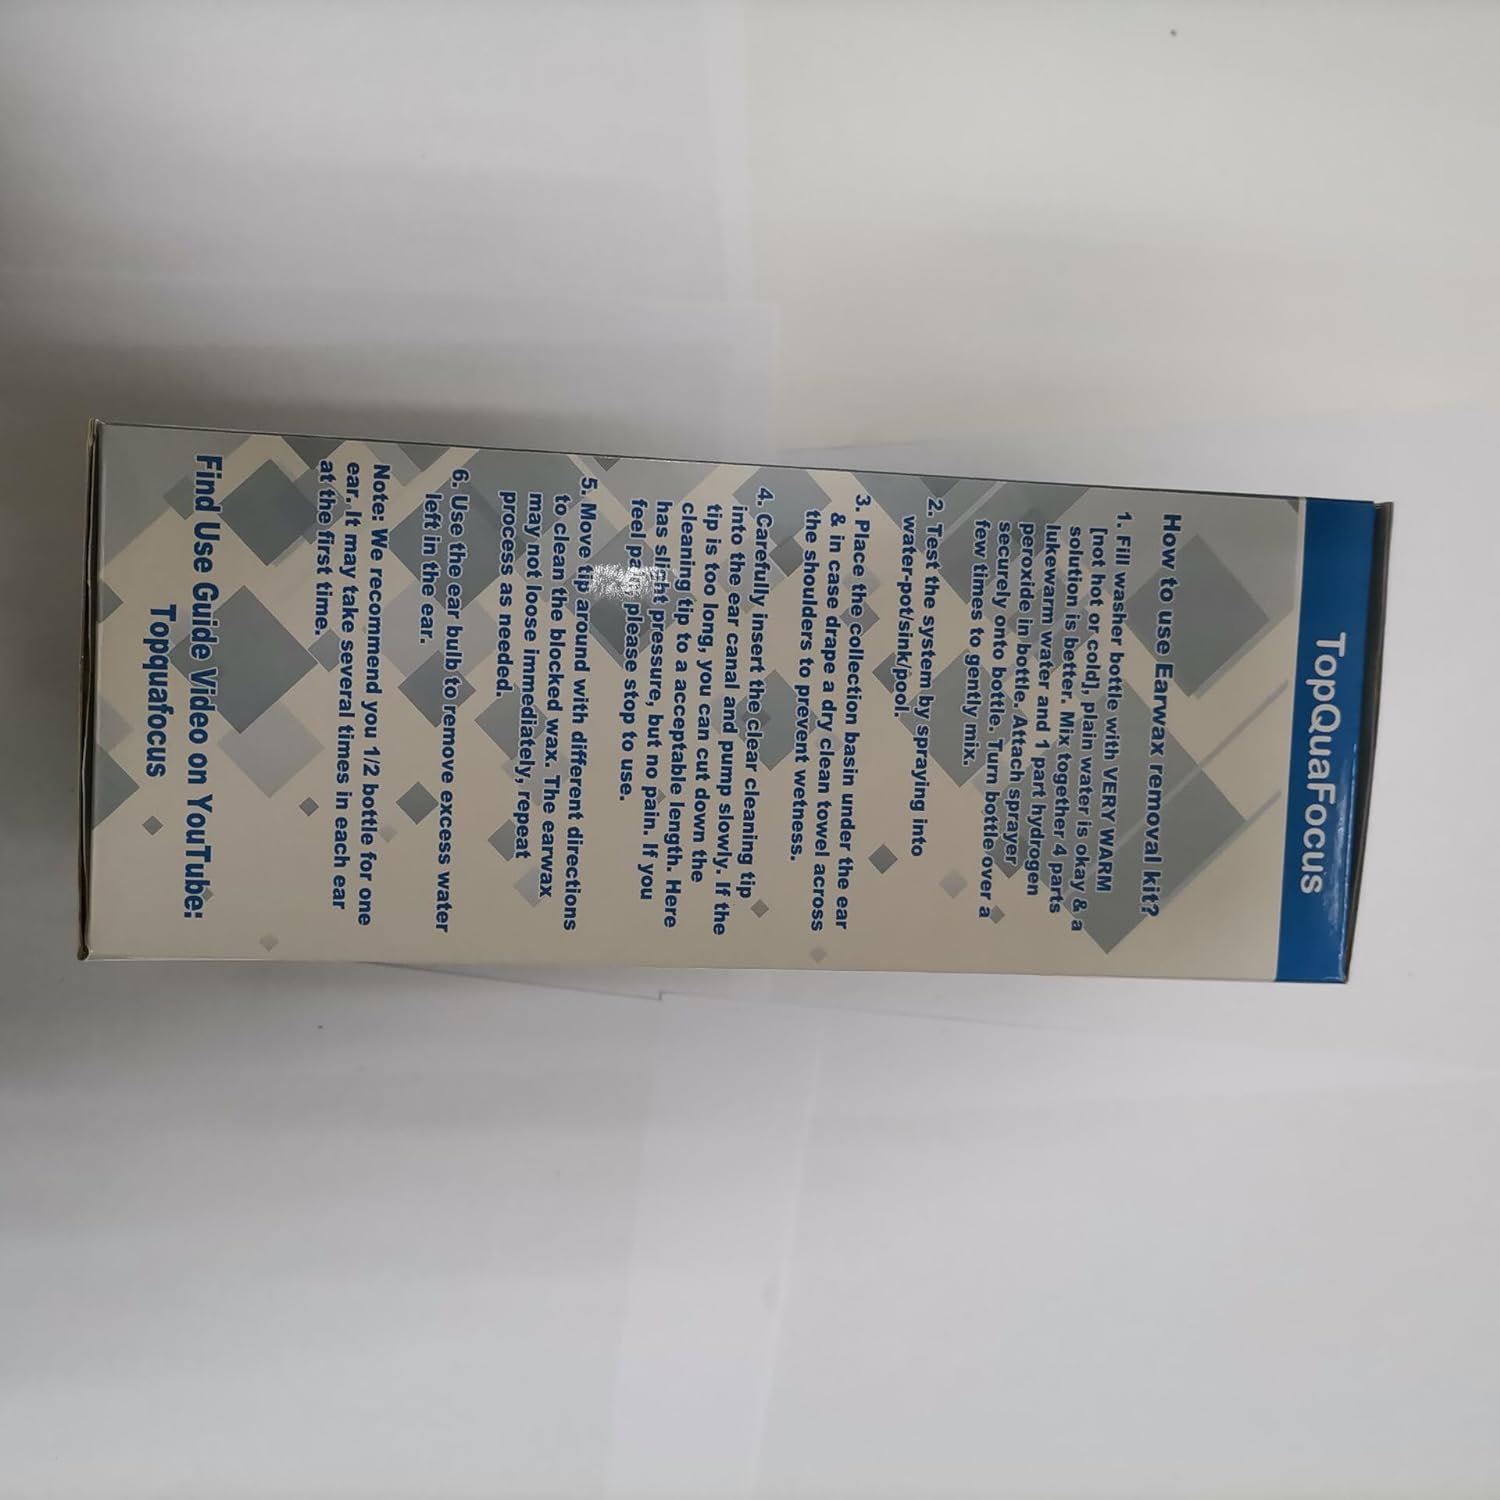 TopQuaFocus
How to use Earwax removal kit?
1. Fill washer bottle with VERY WARM
[not hot or cold], plain water is okay & a
solution is better. Mix together 4 parts
lukewarm water and 1 part hydrogen
peroxide in bottle. Attach sprayer
securely onto bottle. Turn bottle over a
few times to gently mix.
2. Test the system by spraying into
water-pot/sink/pool.
3. Place the collection basin under the ear
& in case drape a dry clean towel across
the shoulders to prevent wetness.
4. Carefully insert the clear cleaning tip
into the ear canal and pump slowly. If the
tip is too long, you can cut down the
cleaning tip to a acceptable length. Here
has slight pressure, but no pain. If you
feel pain, please stop to use.
5. Move tip around with different directions
to clean the blocked wax. The earwax
may not loose immediately, repeat
process as needed.
6. Use the ear bulb to remove excess water
left in the ear.
Note: We recommend you 1/2 bottle for one
ear. It may take several times in each ear
at the first time.
Find Use Guide Video on YouTube:
Topquafocus